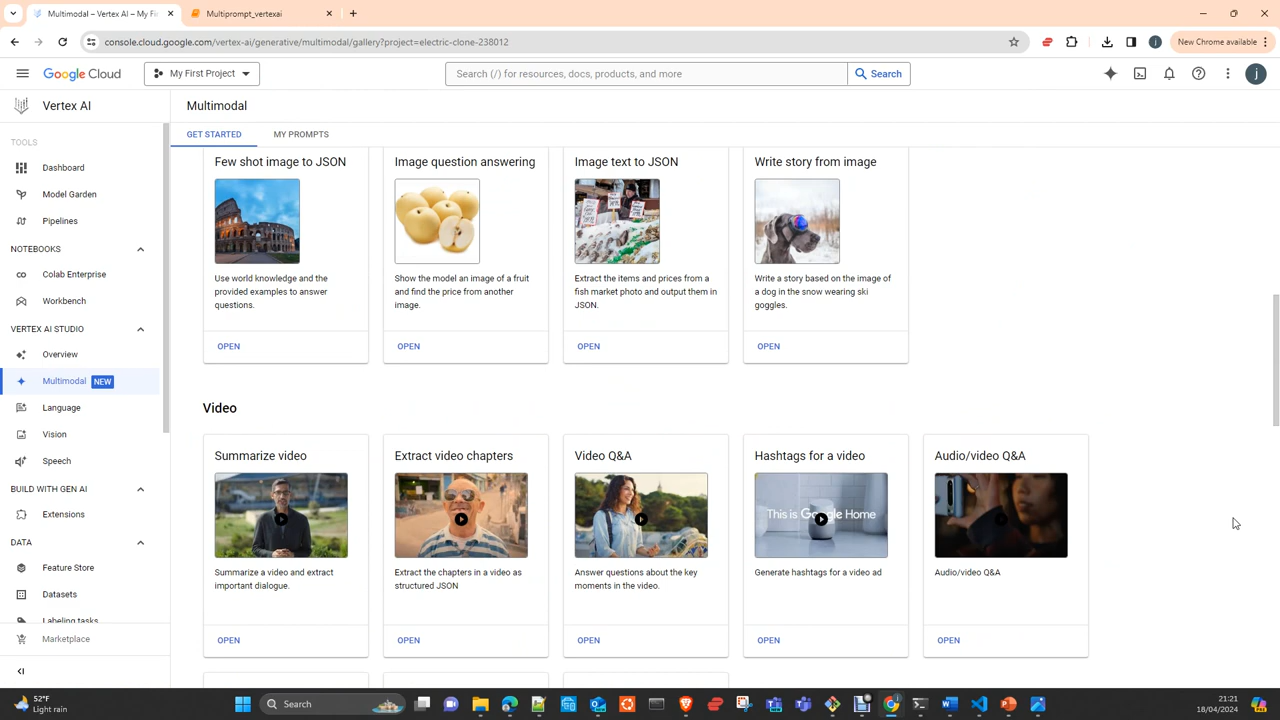 Multimodal – Vertex AI – My Fi
Multiprompt_vertexai
console.cloud.google.com/vertex-ai/generative/multimodal/gallery?project=electric-clone-238012
New Chrome available
Google Cloud
My First Project
Search (/) for resources, docs, products, and more
Search
j
Vertex AI
Multimodal
GET STARTED
MY PROMPTS
TOOLS
Dashboard
Model Garden
Pipelines
NOTEBOOKS
Colab Enterprise
Workbench
VERTEX AI STUDIO
Overview
Multimodal NEW
Language
Vision
Speech
BUILD WITH GEN AI
Extensions
DATA
Feature Store
Datasets
Labeling tasks
Marketplace
Few shot image to JSON
Use world knowledge and the
provided examples to answer
questions.
OPEN
Image question answering
Show the model an image of a fruit
and find the price from another
image.
OPEN
Image text to JSON
Extract the items and prices from a
fish market photo and output them in
JSON.
OPEN
Write story from image
Write a story based on the image of
a dog in the snow wearing ski
goggles.
OPEN
Video
Summarize video
Summarize a video and extract
important dialogue.
OPEN
Extract video chapters
Extract the chapters in a video as
structured JSON
OPEN
Video Q&A
Answer questions about the key
moments in the video.
OPEN
Hashtags for a video
This is Google Home
Generate hashtags for a video ad
OPEN
Audio/video Q&A
Audio/video Q&A
OPEN
52°F
Light rain
Search
21:21
18/04/2024